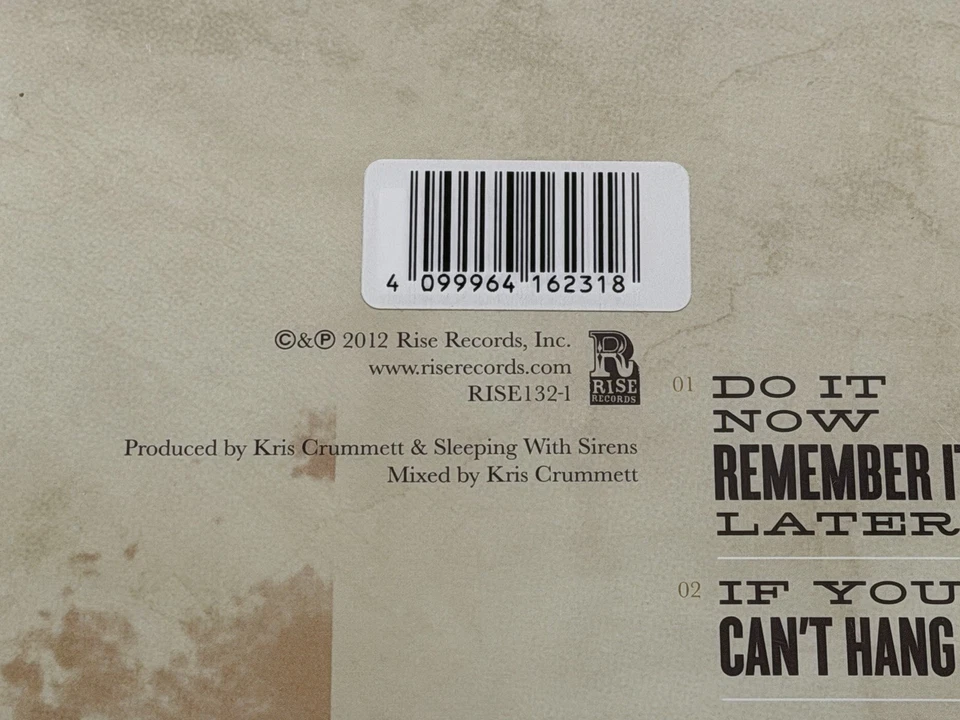 4 099964 162318
©&℗ 2012 Rise Records, Inc.
www.riserecords.com
RISE132-1
R
RISE
RECORDS
Produced by Kris Crummett & Sleeping With Sirens
Mixed by Kris Crummett
01 DO IT
NOW
REMEMBER IT
LATER
02 IF YOU
CAN'T HANG